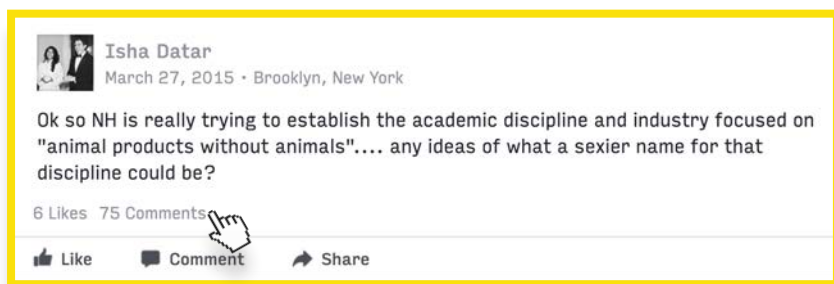 Isha Datar
March 27, 2015 • Brooklyn, New York
Ok so NH is really trying to establish the academic discipline and industry focused on
"animal products without animals".... any ideas of what a sexier name for that
discipline could be?
6 Likes 75 Comments
Like Comment Share